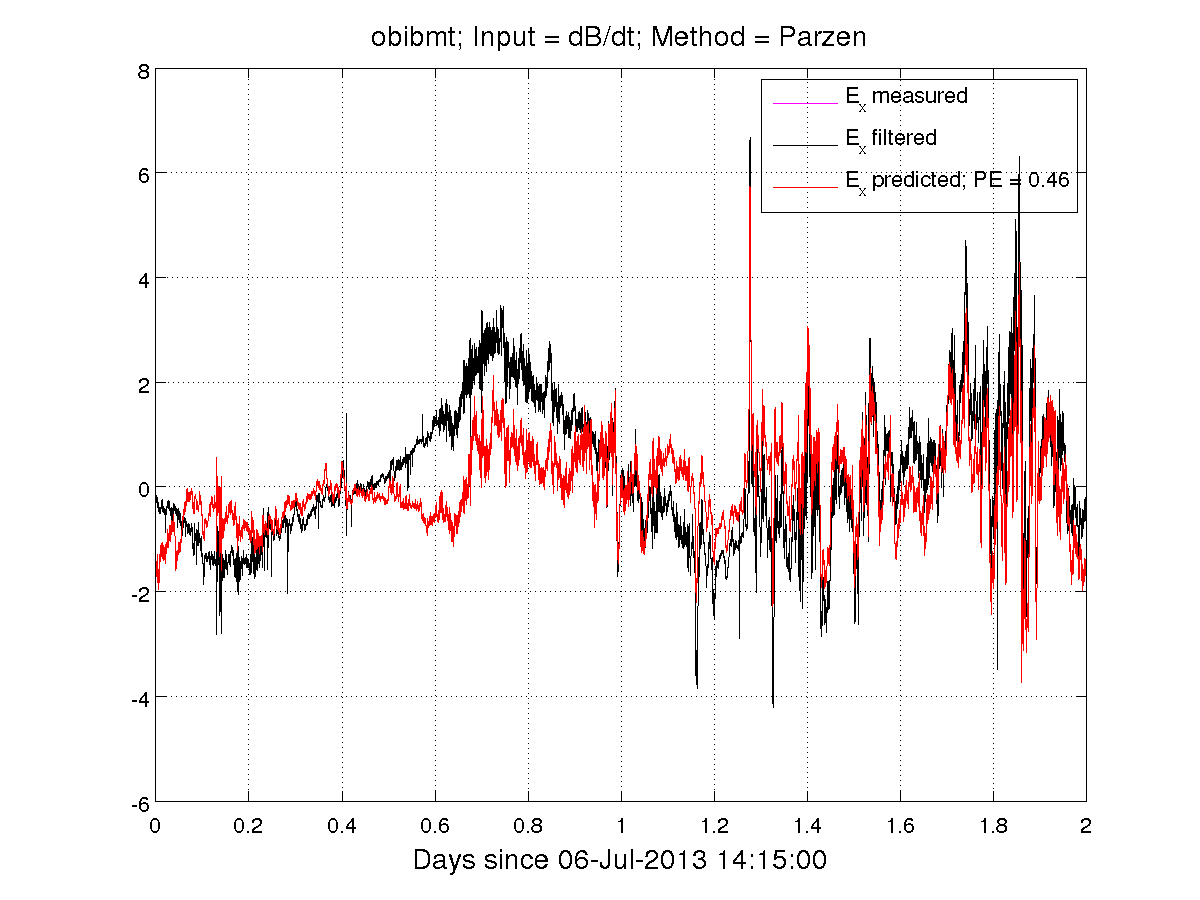 obibmt; Input = dB/dt; Method = Parzen
8
E_x measured
E_x filtered
6
E_x predicted; PE = 0.46
4
2
0
-2
-4
-6
0 0.2 0.4 0.6 0.8 1 1.2 1.4 1.6 1.8 2
Days since 06-Jul-2013 14:15:00